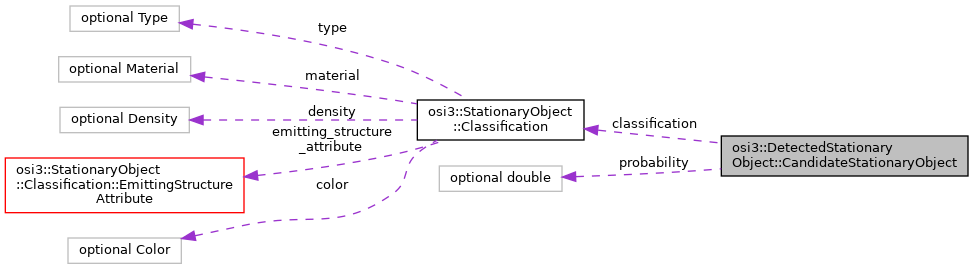 optional Type
type
optional Material
material
osi3::StationaryObject
::Classification
density
optional Density
classification
emitting_structure
_attribute
osi3::DetectedStationary
Object::CandidateStationaryObject
probability
osi3::StationaryObject
::Classification::EmittingStructure
Attribute
optional double
color
optional Color